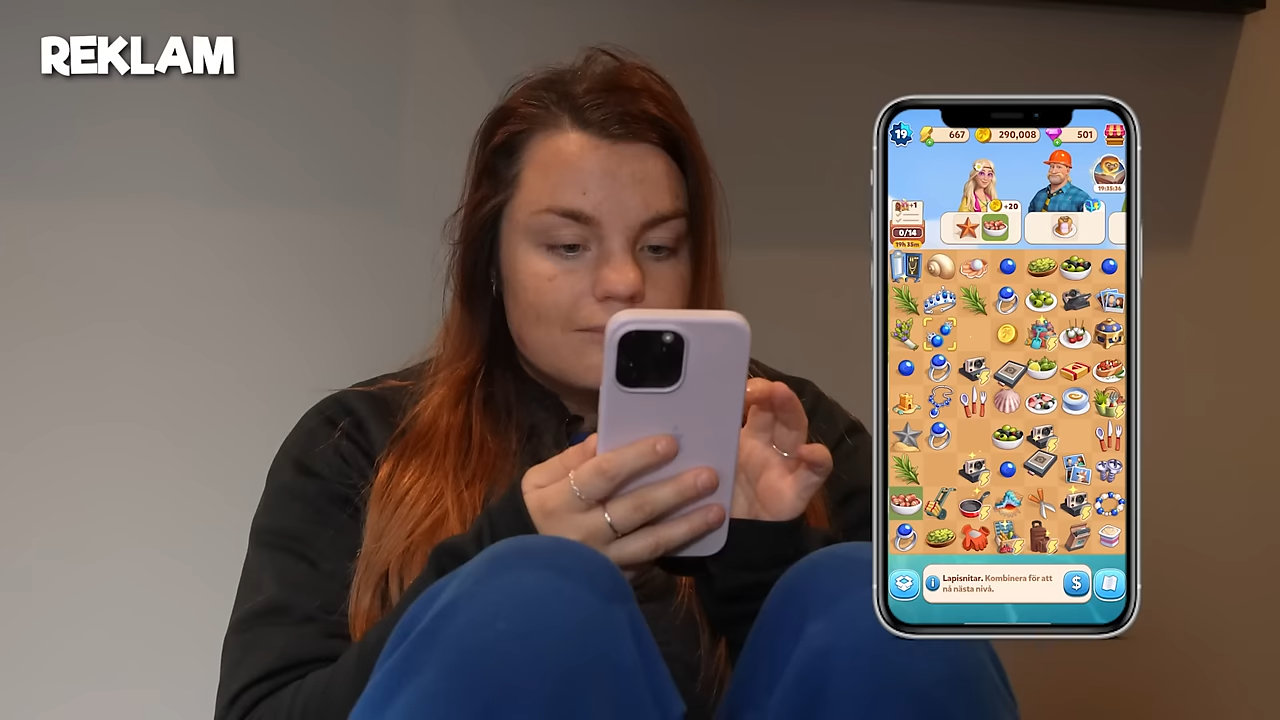 REKLAM
19
667
290,008
501
+1
+20
19:35:36
0/14
19h 35m
Lapisnitar. Kombinera för att
nå nästa nivå.
$